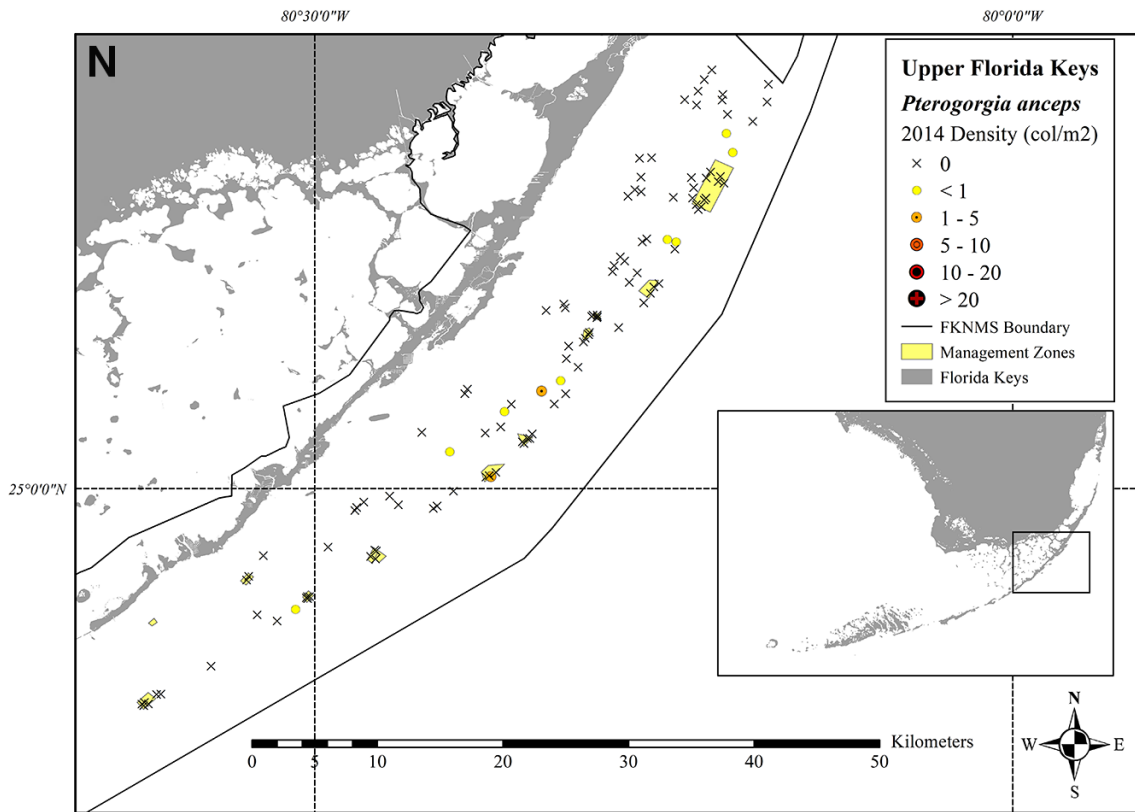 80°30'0"W
80°0'0"W
N
Upper Florida Keys
Pterogorgia anceps
2014 Density (col/m2)
0
< 1
1 - 5
5 - 10
10 - 20
> 20
FKNMS Boundary
Management Zones
Florida Keys
25°0'0"N
Kilometers
0 5 10 20 30 40 50
N
W E
S